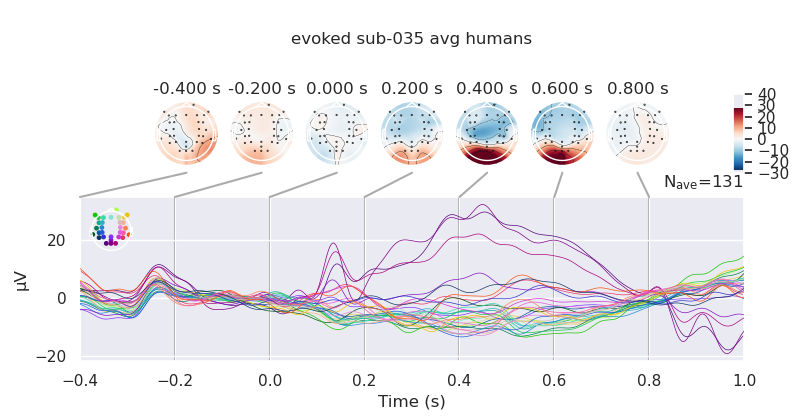 evoked sub-035 avg humans
-0.400 s -0.200 s 0.000 s 0.200 s 0.400 s 0.600 s 0.800 s
40
30
20
10
0
−10
−20
−30
Nave=131
20
0
−20
µV
−0.4 −0.2 0.0 0.2 0.4 0.6 0.8 1.0
Time (s)